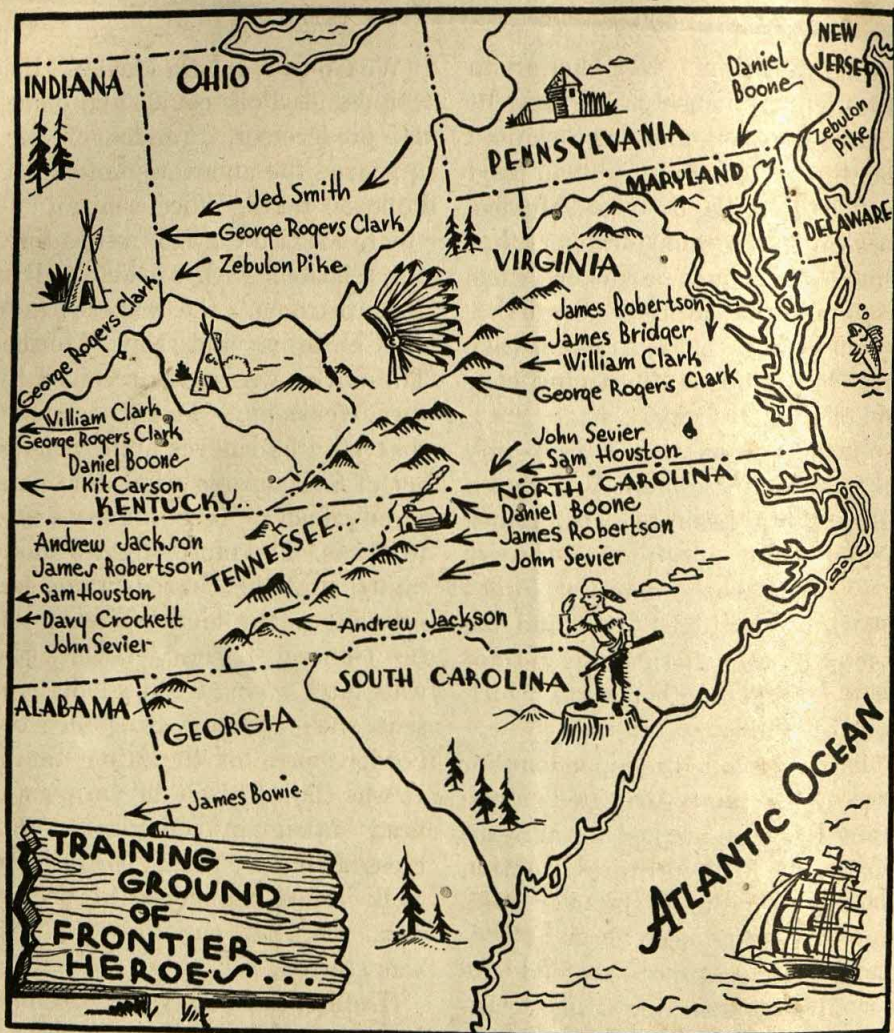 INDIANA
OHIO
PENNSYLVANIA
Daniel
Boone
NEW
JERSEY
Zebulon
Pike
MARYLAND
DELAWARE
Jed Smith
George Rogers Clark
Zebulon Pike
VIRGINIA
James Robertson
James Bridger
William Clark
George Rogers Clark
George Rogers Clark
William Clark
George Rogers Clark
Daniel Boone
Kit Carson
KENTUCKY..
John Sevier
Sam Houston
NORTH CAROLINA
Daniel Boone
James Robertson
John Sevier
TENNESSEE...
Andrew Jackson
James Robertson
Sam Houston
Davy Crockett
John Sevier
Andrew Jackson
SOUTH CAROLINA
ALABAMA
GEORGIA
James Bowie
ATLANTIC OCEAN
TRAINING
GROUND
OF
FRONTIER
HEROES...